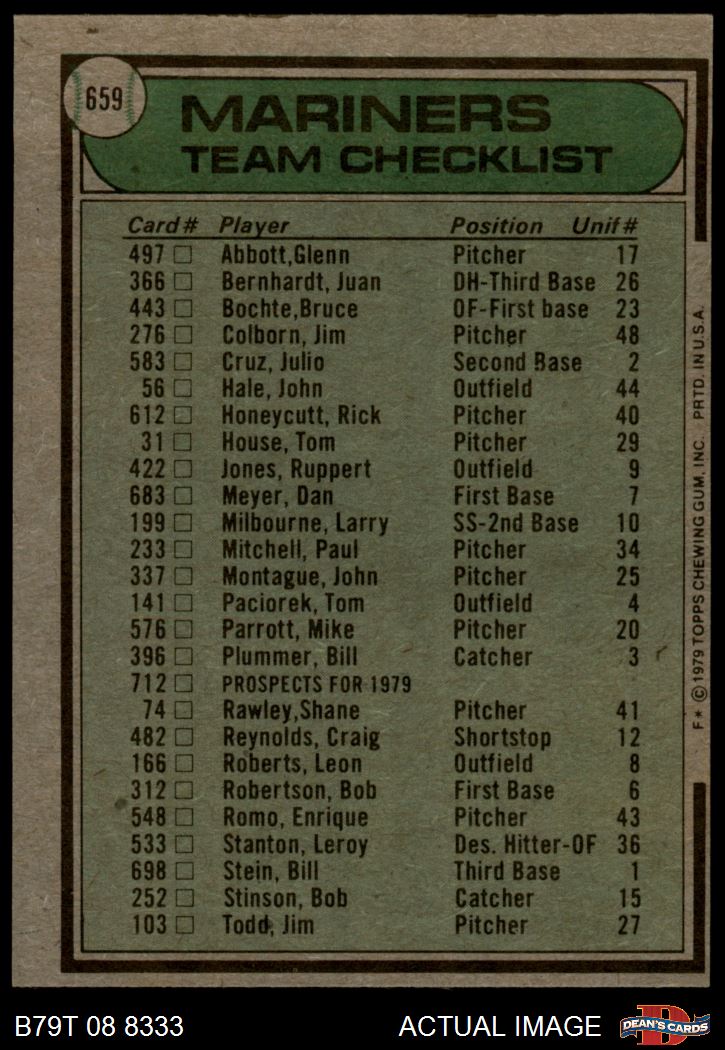 659
MARINERS
TEAM CHECKLIST
Card # Player Position Unif #
497 Abbott,Glenn Pitcher 17
366 Bernhardt, Juan DH-Third Base 26
443 Bochte,Bruce OF-First base 23
276 Colborn, Jim Pitcher 48
583 Cruz, Julio Second Base 2
56 Hale, John Outfield 44
612 Honeycutt, Rick Pitcher 40
31 House, Tom Pitcher 29
422 Jones, Ruppert Outfield 9
683 Meyer, Dan First Base 7
199 Milbourne, Larry SS-2nd Base 10
233 Mitchell, Paul Pitcher 34
337 Montague, John Pitcher 25
141 Paciorek, Tom Outfield 4
576 Parrott, Mike Pitcher 20
396 Plummer, Bill Catcher 3
712 PROSPECTS FOR 1979
74 Rawley,Shane Pitcher 41
482 Reynolds, Craig Shortstop 12
166 Roberts, Leon Outfield 8
312 Robertson, Bob First Base 6
548 Romo, Enrique Pitcher 43
533 Stanton, Leroy Des. Hitter-OF 36
698 Stein, Bill Third Base 1
252 Stinson, Bob Catcher 15
103 Todd, Jim Pitcher 27
F* © 1979 TOPPS CHEWING GUM, INC. PRTD. IN U.S.A.
B79T 08 8333 ACTUAL IMAGE
D
DEAN'S CARDS